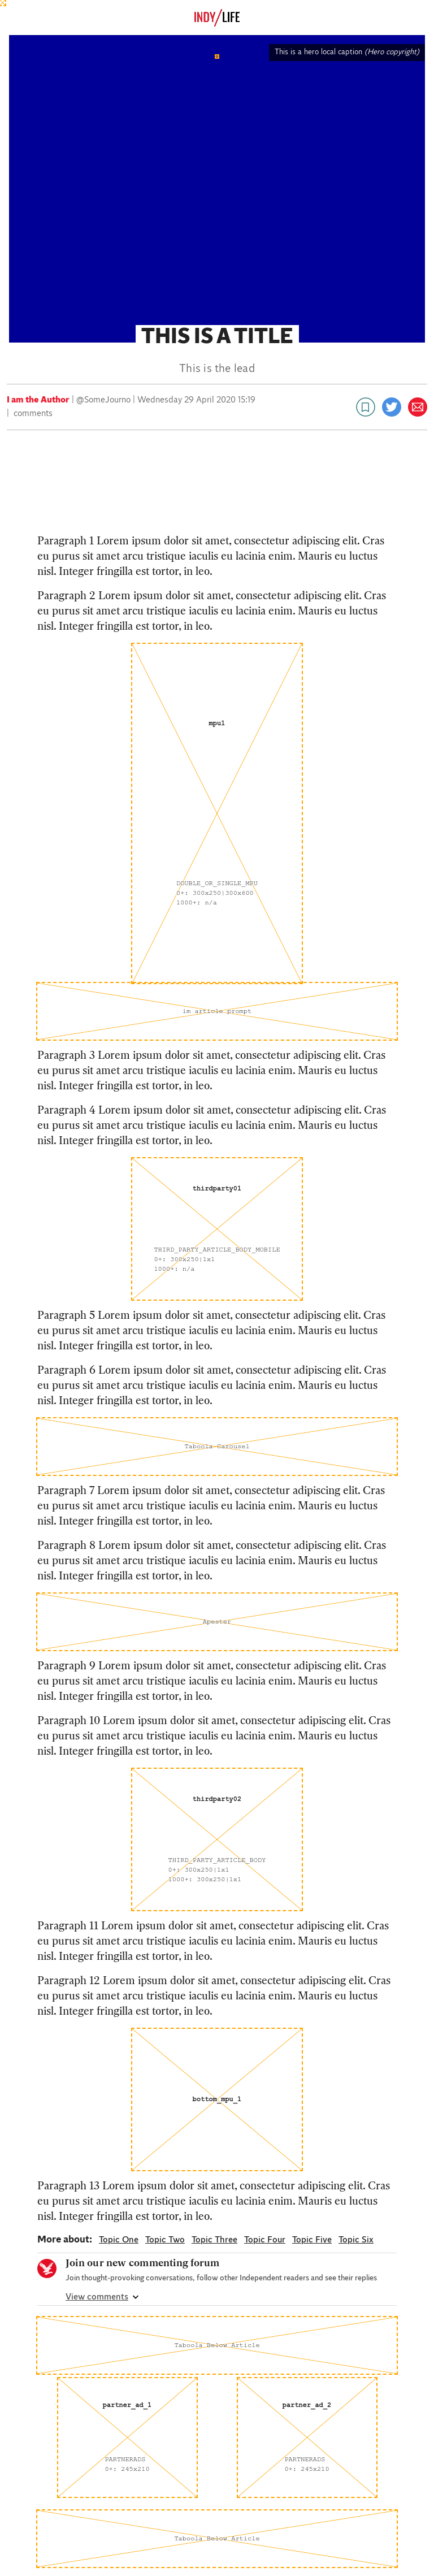 INDY/LIFE
This is a hero local caption (Hero copyright)
THIS IS A TITLE
This is the lead
I am the Author | @SomeJourno | Wednesday 29 April 2020 15:19
| comments
Paragraph 1 Lorem ipsum dolor sit amet, consectetur adipiscing elit. Cras
eu purus sit amet arcu tristique iaculis eu lacinia enim. Mauris eu luctus
nisl. Integer fringilla est tortor, in leo.
Paragraph 2 Lorem ipsum dolor sit amet, consectetur adipiscing elit. Cras
eu purus sit amet arcu tristique iaculis eu lacinia enim. Mauris eu luctus
nisl. Integer fringilla est tortor, in leo.
mpu1
DOUBLE_OR_SINGLE_MPU
0+: 300x250|300x600
1000+: n/a
im article prompt
Paragraph 3 Lorem ipsum dolor sit amet, consectetur adipiscing elit. Cras
eu purus sit amet arcu tristique iaculis eu lacinia enim. Mauris eu luctus
nisl. Integer fringilla est tortor, in leo.
Paragraph 4 Lorem ipsum dolor sit amet, consectetur adipiscing elit. Cras
eu purus sit amet arcu tristique iaculis eu lacinia enim. Mauris eu luctus
nisl. Integer fringilla est tortor, in leo.
thirdparty01
THIRD_PARTY_ARTICLE_BODY_MOBILE
0+: 300x250|1x1
1000+: n/a
Paragraph 5 Lorem ipsum dolor sit amet, consectetur adipiscing elit. Cras
eu purus sit amet arcu tristique iaculis eu lacinia enim. Mauris eu luctus
nisl. Integer fringilla est tortor, in leo.
Paragraph 6 Lorem ipsum dolor sit amet, consectetur adipiscing elit. Cras
eu purus sit amet arcu tristique iaculis eu lacinia enim. Mauris eu luctus
nisl. Integer fringilla est tortor, in leo.
Taboola Carousel
Paragraph 7 Lorem ipsum dolor sit amet, consectetur adipiscing elit. Cras
eu purus sit amet arcu tristique iaculis eu lacinia enim. Mauris eu luctus
nisl. Integer fringilla est tortor, in leo.
Paragraph 8 Lorem ipsum dolor sit amet, consectetur adipiscing elit. Cras
eu purus sit amet arcu tristique iaculis eu lacinia enim. Mauris eu luctus
nisl. Integer fringilla est tortor, in leo.
Apester
Paragraph 9 Lorem ipsum dolor sit amet, consectetur adipiscing elit. Cras
eu purus sit amet arcu tristique iaculis eu lacinia enim. Mauris eu luctus
nisl. Integer fringilla est tortor, in leo.
Paragraph 10 Lorem ipsum dolor sit amet, consectetur adipiscing elit. Cras
eu purus sit amet arcu tristique iaculis eu lacinia enim. Mauris eu luctus
nisl. Integer fringilla est tortor, in leo.
thirdparty02
THIRD_PARTY_ARTICLE_BODY
0+: 300x250|1x1
1000+: 300x250|1x1
Paragraph 11 Lorem ipsum dolor sit amet, consectetur adipiscing elit. Cras
eu purus sit amet arcu tristique iaculis eu lacinia enim. Mauris eu luctus
nisl. Integer fringilla est tortor, in leo.
Paragraph 12 Lorem ipsum dolor sit amet, consectetur adipiscing elit. Cras
eu purus sit amet arcu tristique iaculis eu lacinia enim. Mauris eu luctus
nisl. Integer fringilla est tortor, in leo.
bottom_mpu_1
Paragraph 13 Lorem ipsum dolor sit amet, consectetur adipiscing elit. Cras
eu purus sit amet arcu tristique iaculis eu lacinia enim. Mauris eu luctus
nisl. Integer fringilla est tortor, in leo.
More about: Topic One Topic Two Topic Three Topic Four Topic Five Topic Six
Join our new commenting forum
Join thought-provoking conversations, follow other Independent readers and see their replies
View comments
Taboola Below Article
partner_ad_1 partner_ad_2
PARTNERADS PARTNERADS
0+: 245x210 0+: 245x210
Taboola Below Article